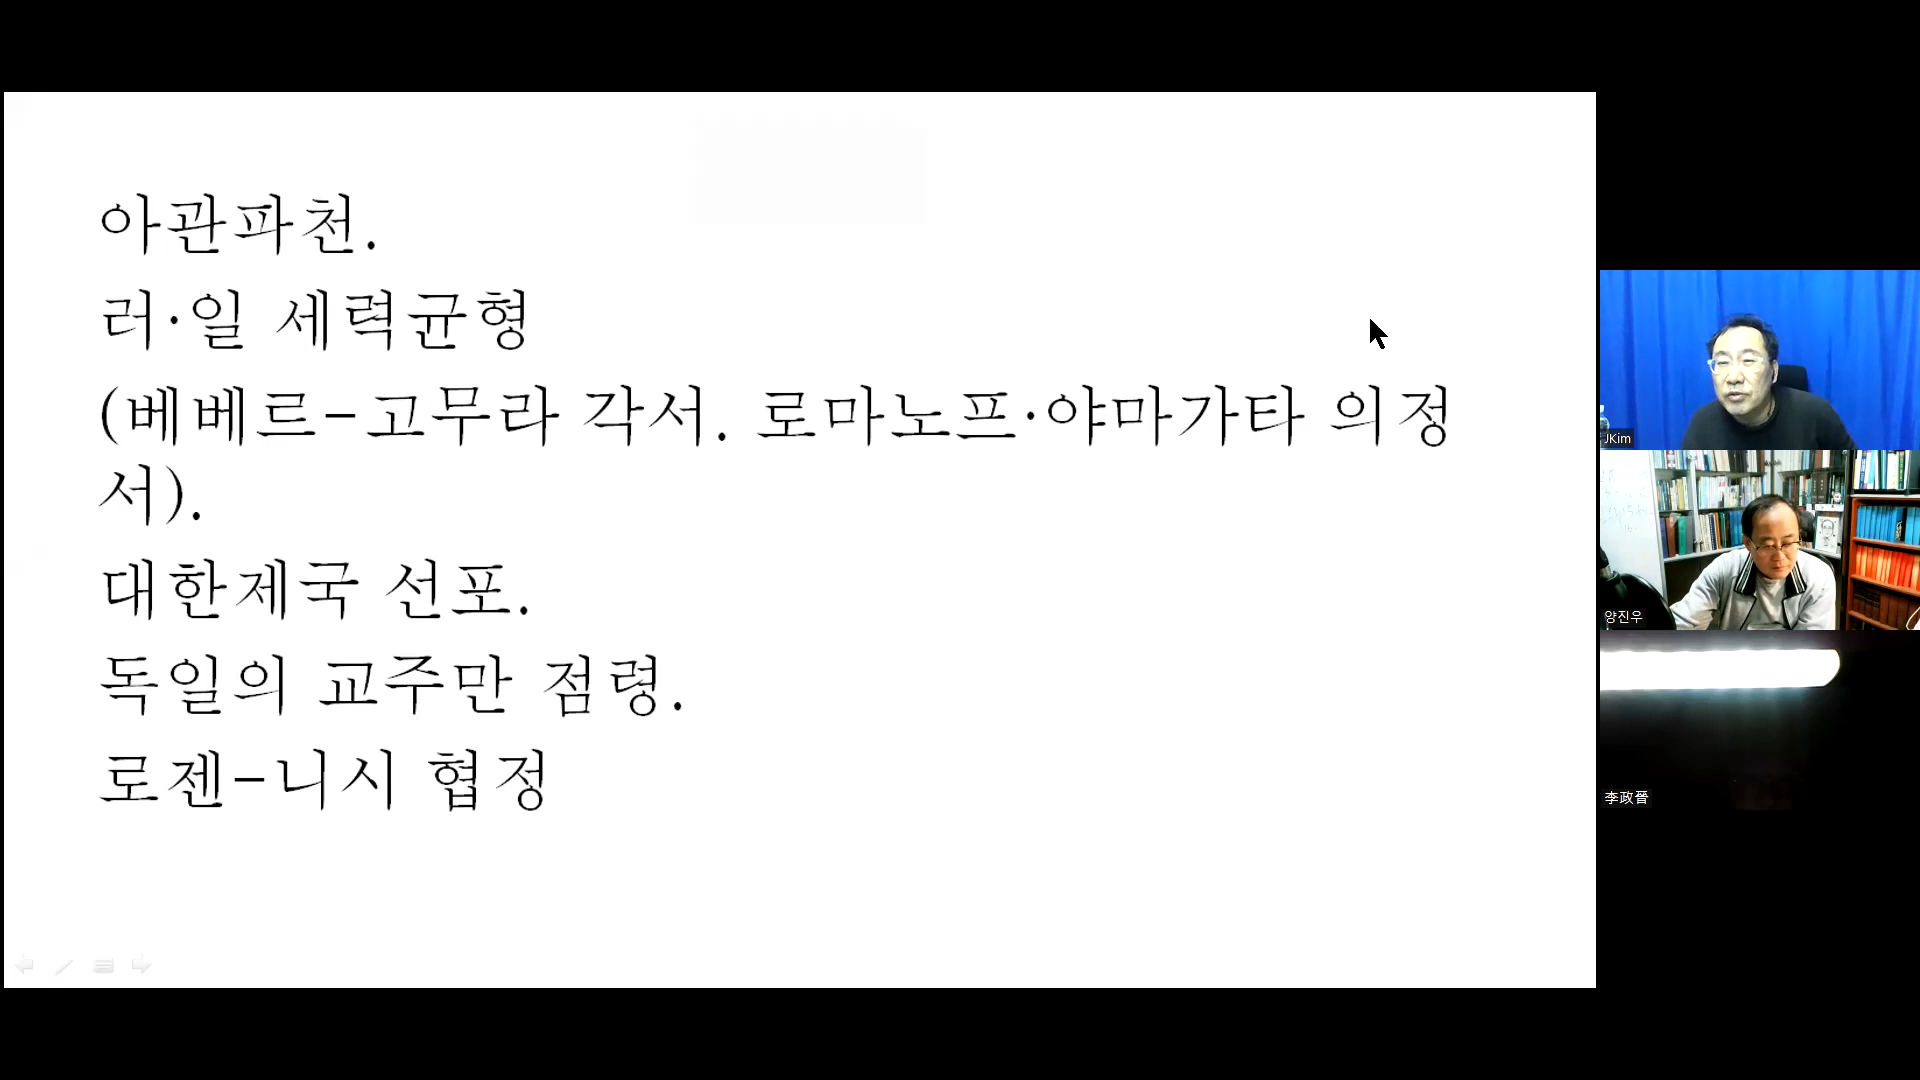 아관파천.
러·일 세력균형
(베베르-고무라 각서. 로마노프·야마가타 의정
서).
대한제국 선포.
독일의 교주만 점령.
로젠-니시 협정
JKim
양진우
李政晉